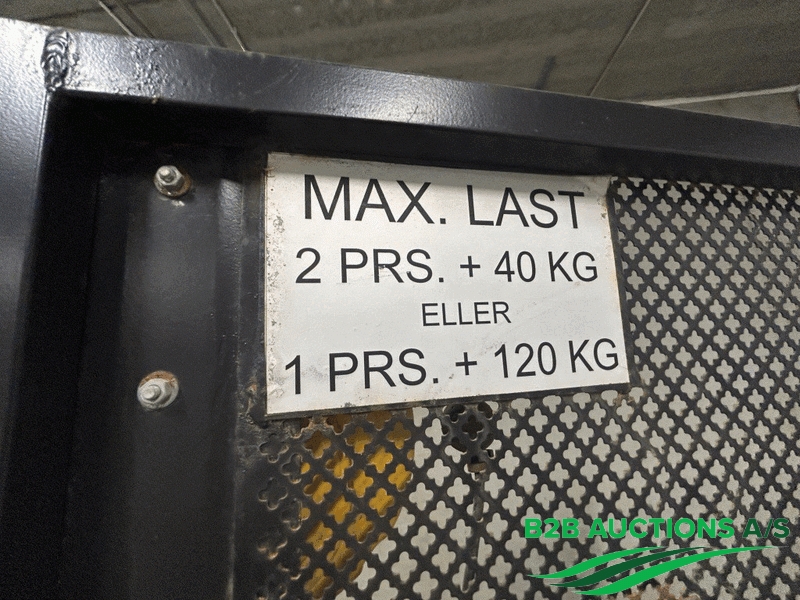 MAX. LAST
2 PRS. + 40 KG
ELLER
1 PRS. + 120 KG
B2B AUCTIONS A/S